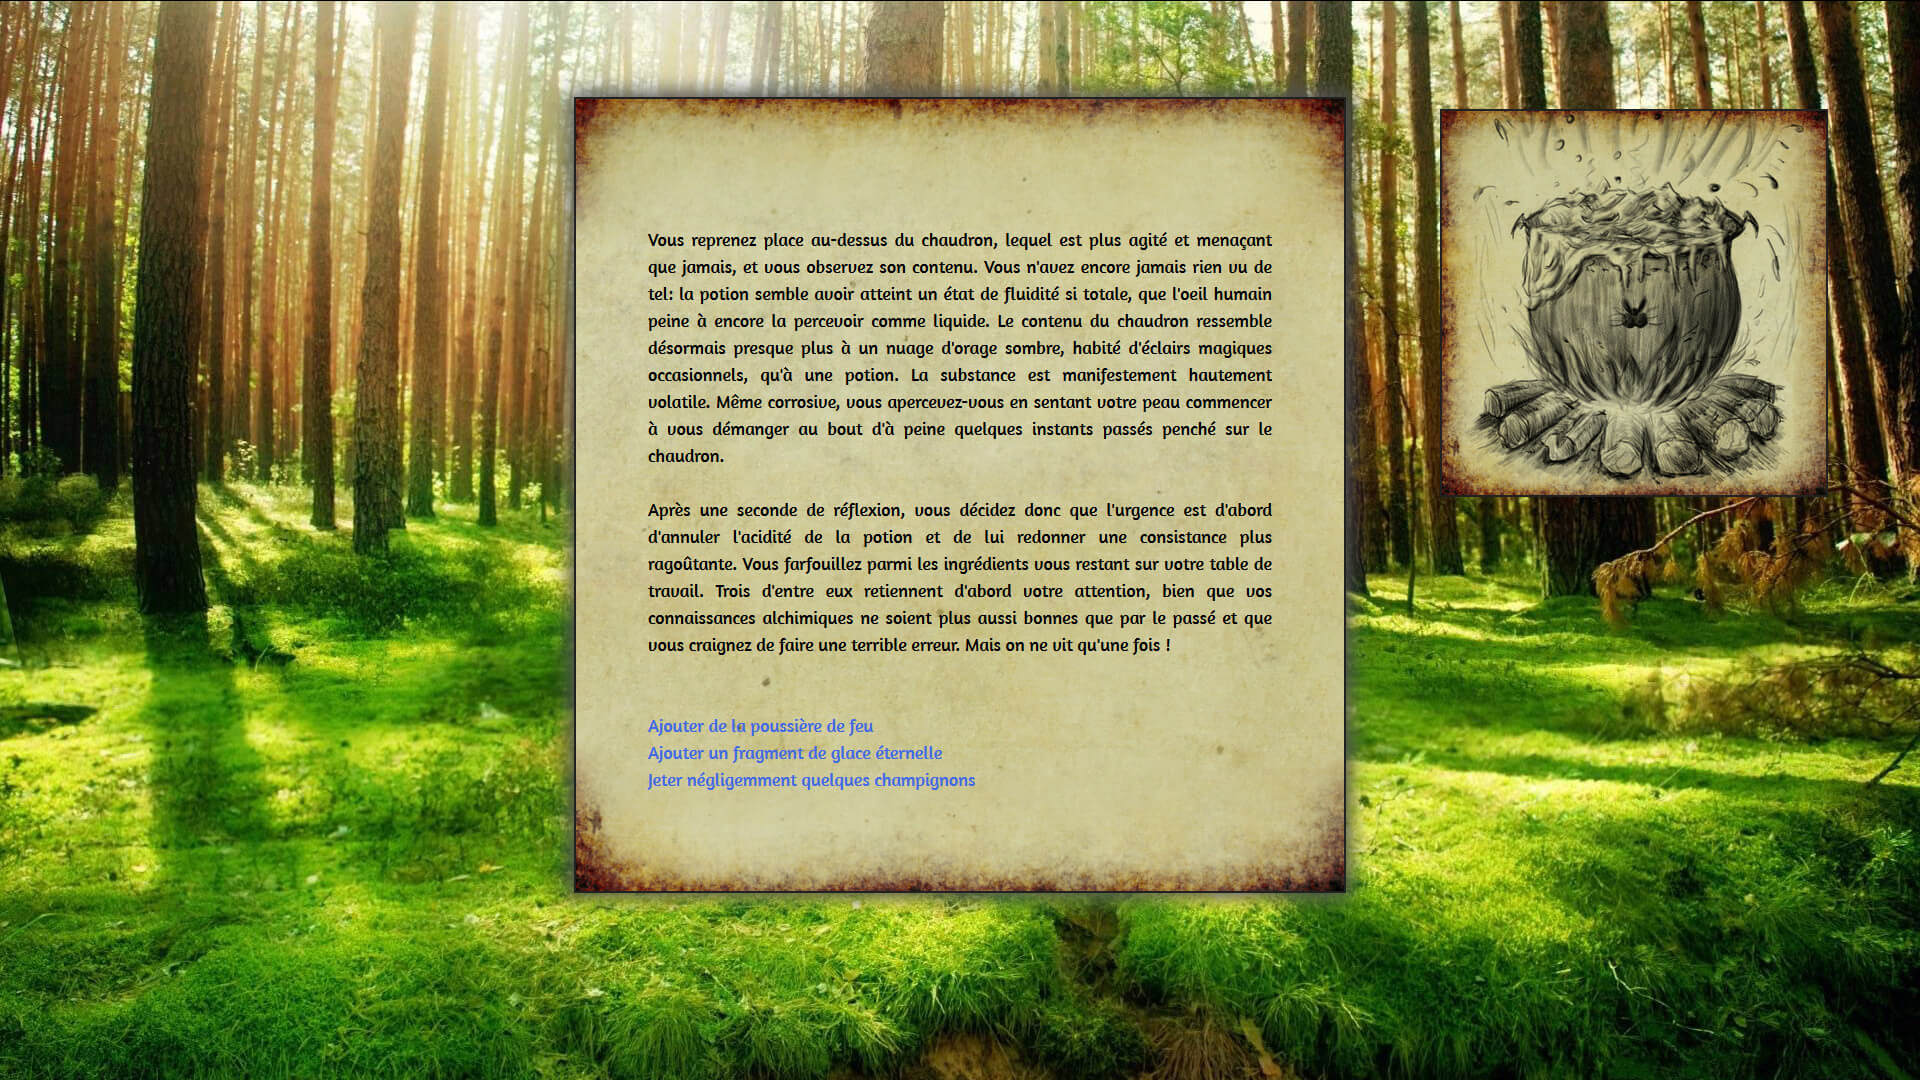 Vous reprenez place au-dessus du chaudron, lequel est plus agité et menaçant
que jamais, et vous observez son contenu. Vous n'avez encore jamais rien vu de
tel: la potion semble avoir atteint un état de fluidité si totale, que l'oeil humain
peine à encore la percevoir comme liquide. Le contenu du chaudron ressemble
désormais presque plus à un nuage d'orage sombre, habité d'éclairs magiques
occasionnels, qu'à une potion. La substance est manifestement hautement
volatile. Même corrosive, vous apercevez-vous en sentant votre peau commencer
à vous démanger au bout d'à peine quelques instants passés penché sur le
chaudron.
Après une seconde de réflexion, vous décidez donc que l'urgence est d'abord
d'annuler l'acidité de la potion et de lui redonner une consistance plus
ragoûtante. Vous farfouillez parmi les ingrédients vous restant sur votre table de
travail. Trois d'entre eux retiennent d'abord votre attention, bien que vos
connaissances alchimiques ne soient plus aussi bonnes que par le passé et que
vous craignez de faire une terrible erreur. Mais on ne vit qu'une fois !
Ajouter de la poussière de feu
Ajouter un fragment de glace éternelle
Jeter négligemment quelques champignons